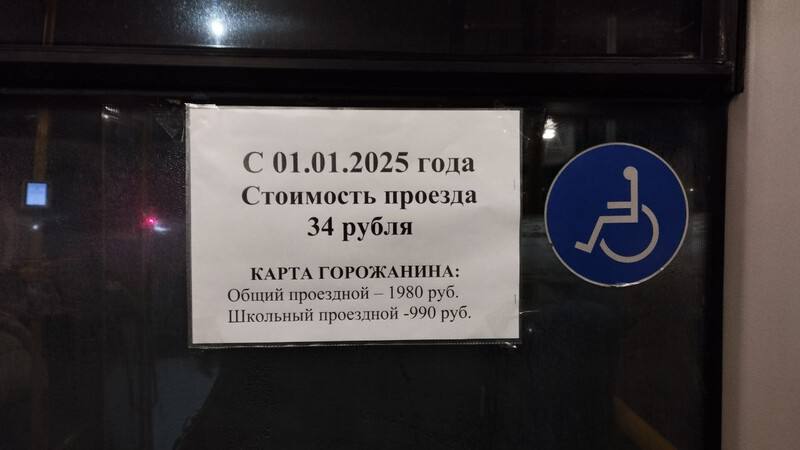 С 01.01.2025 года
Стоимость проезда
34 рубля
КАРТА ГОРОЖАНИНА:
Общий проездной – 1980 руб.
Школьный проездной -990 руб.